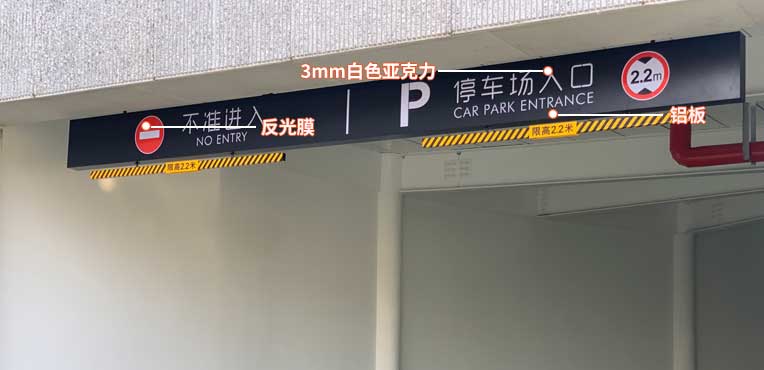 3mm白色亚克力
不准进入
NO ENTRY
反光膜
P
停车场入口
CAR PARK ENTRANCE
2.2m
铝板
限高2.2米
限高2.2米